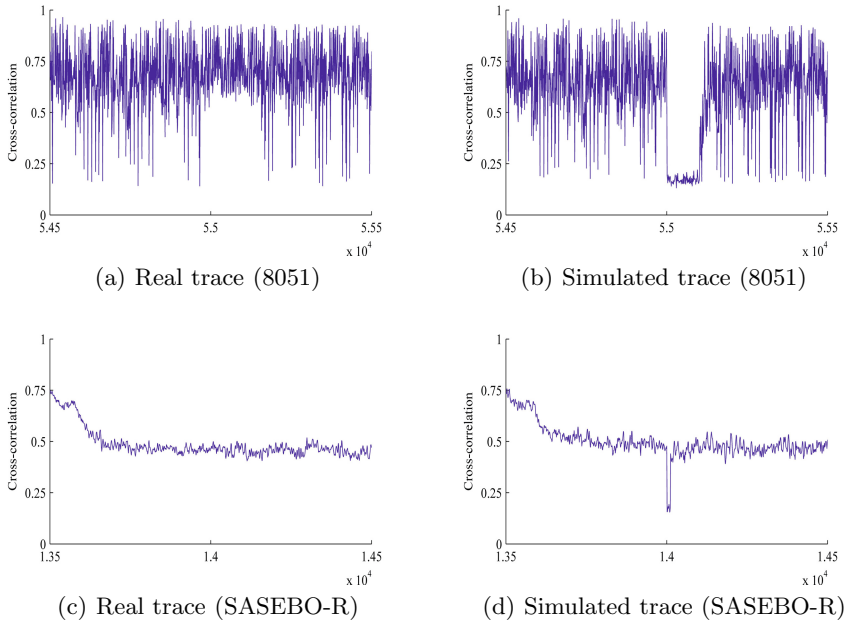 1
0.75
0.5
0.25
0
Cross-correlation
5.45
5.5
5.55
x 10^4
(a) Real trace (8051)
1
0.75
0.5
0.25
0
Cross-correlation
5.45
5.5
5.55
x 10^4
(b) Simulated trace (8051)
1
0.75
0.5
0.25
0
Cross-correlation
1.35
1.4
1.45
x 10^4
(c) Real trace (SASEBO-R)
1
0.75
0.5
0.25
0
Cross-correlation
1.35
1.4
1.45
x 10^4
(d) Simulated trace (SASEBO-R)